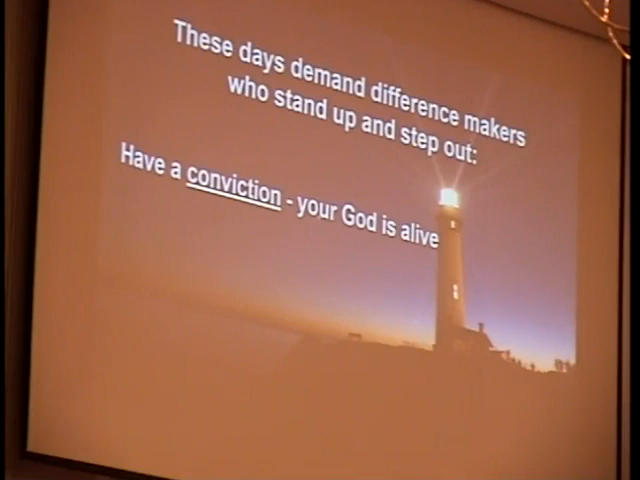 These days demand difference makers
who stand up and step out:
Have a conviction - your God is alive